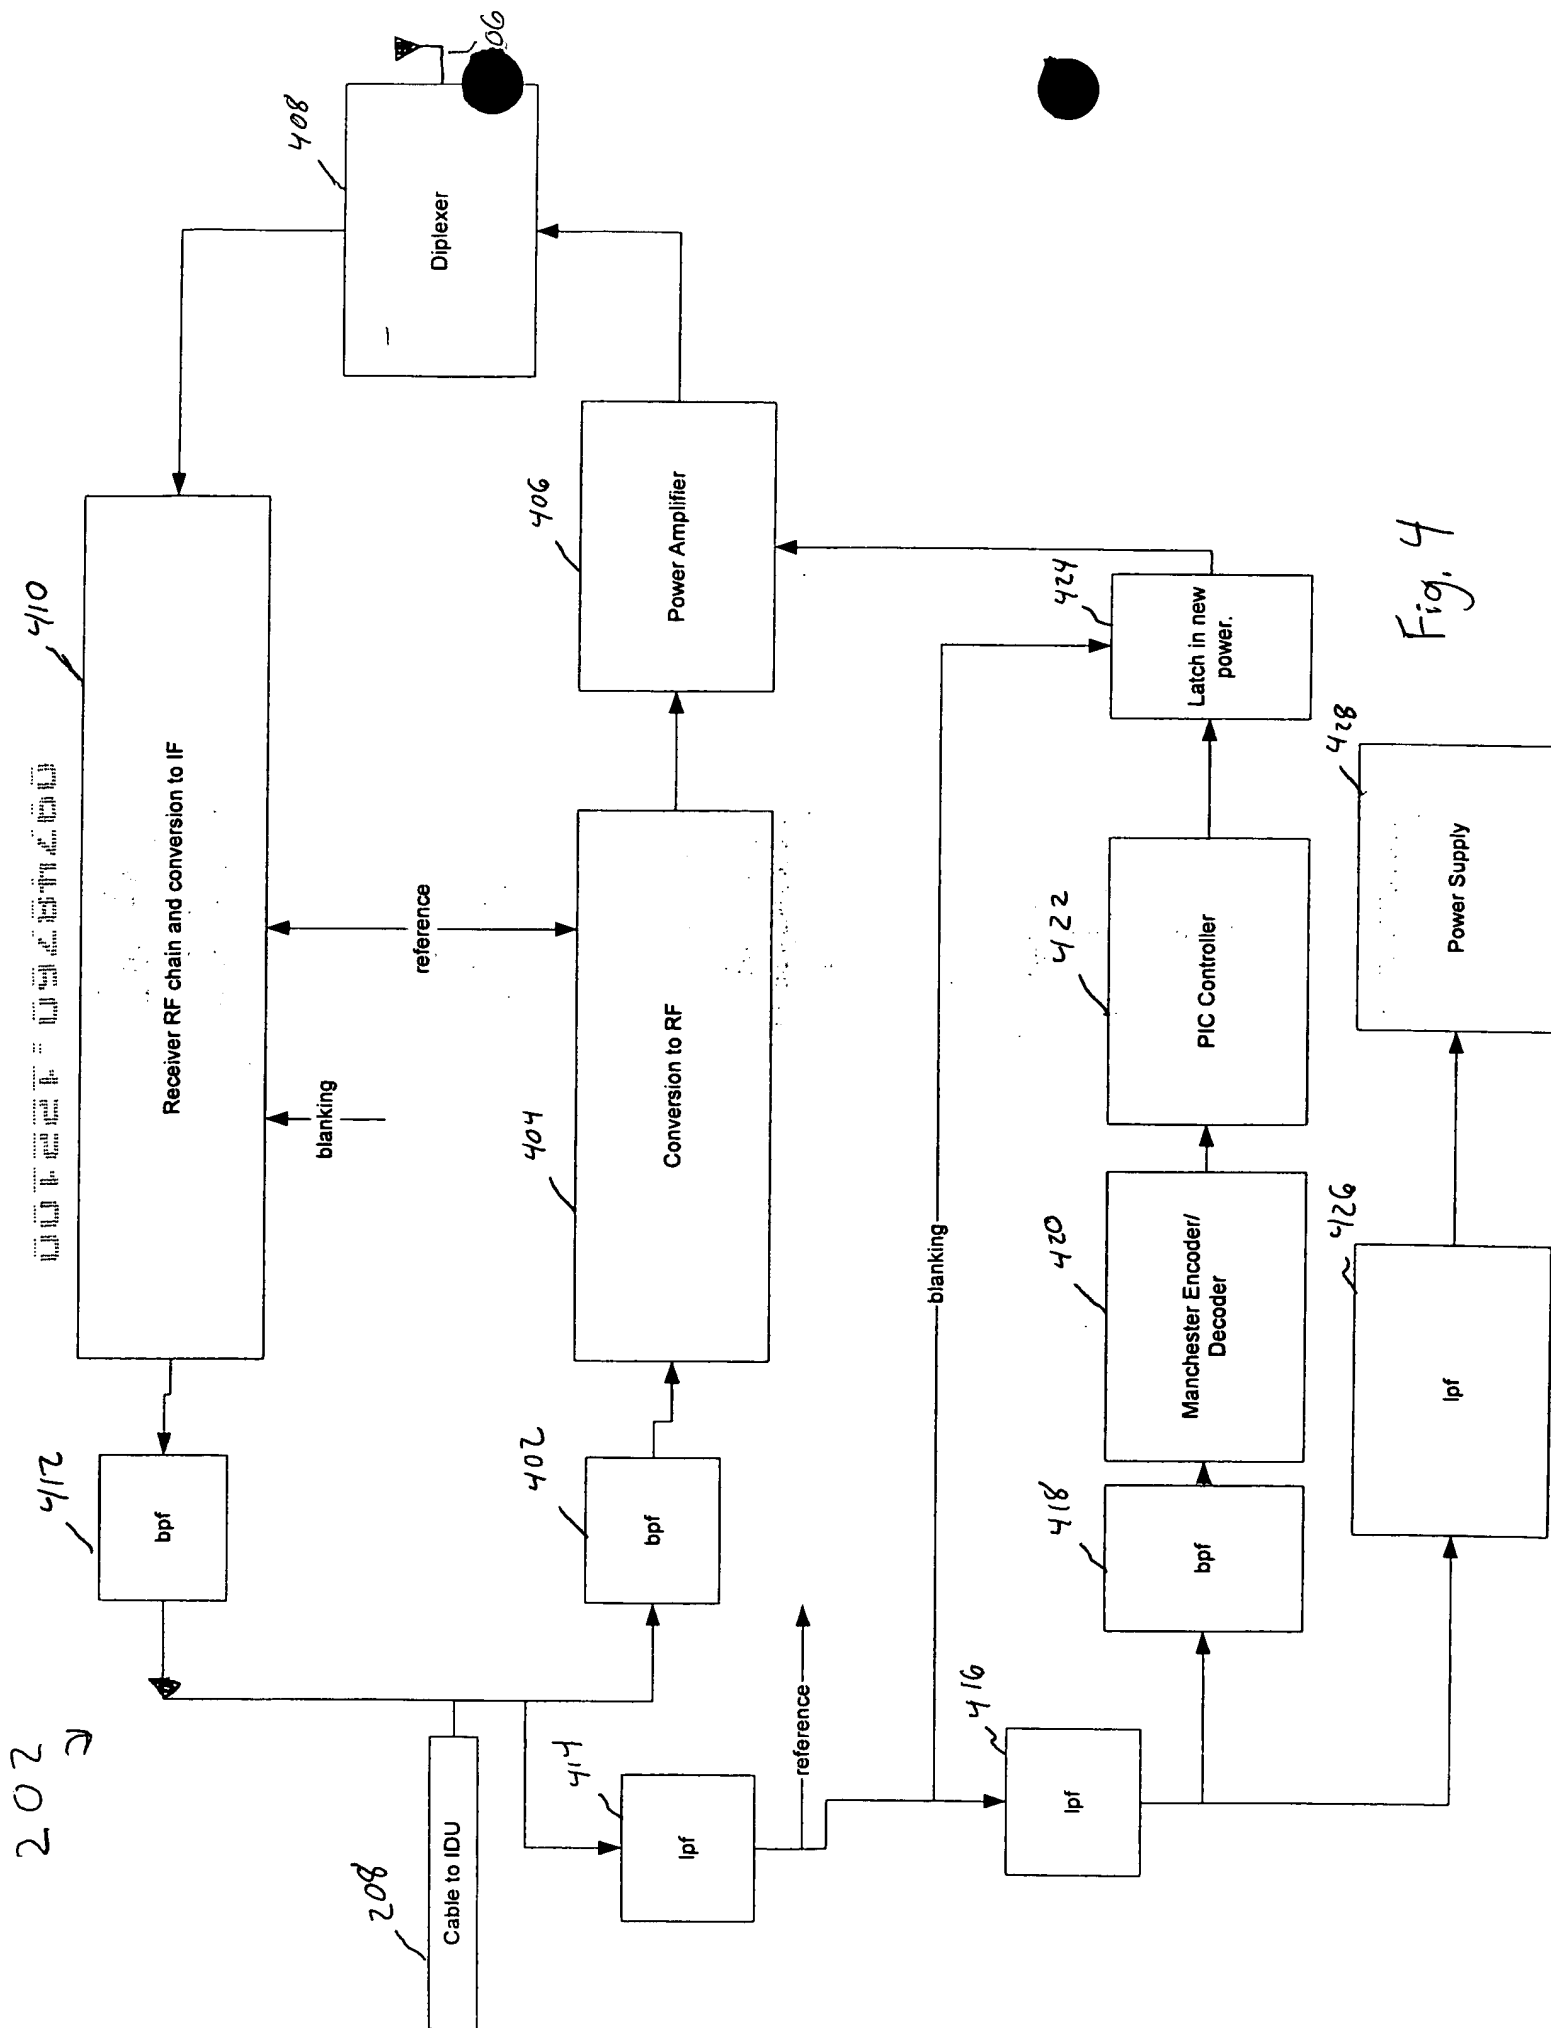 202
412
bpf
410
Receiver RF chain and conversion to IF
blanking
reference
408
Diplexer
208
Cable to IDU
402
bpf
404
Conversion to RF
406
Power Amplifier
414
lpf
reference
blanking
416
lpf
418
bpf
420
Manchester Encoder/
Decoder
422
PIC Controller
424
Latch in new
power.
426
lpf
428
Power Supply
Fig. 4